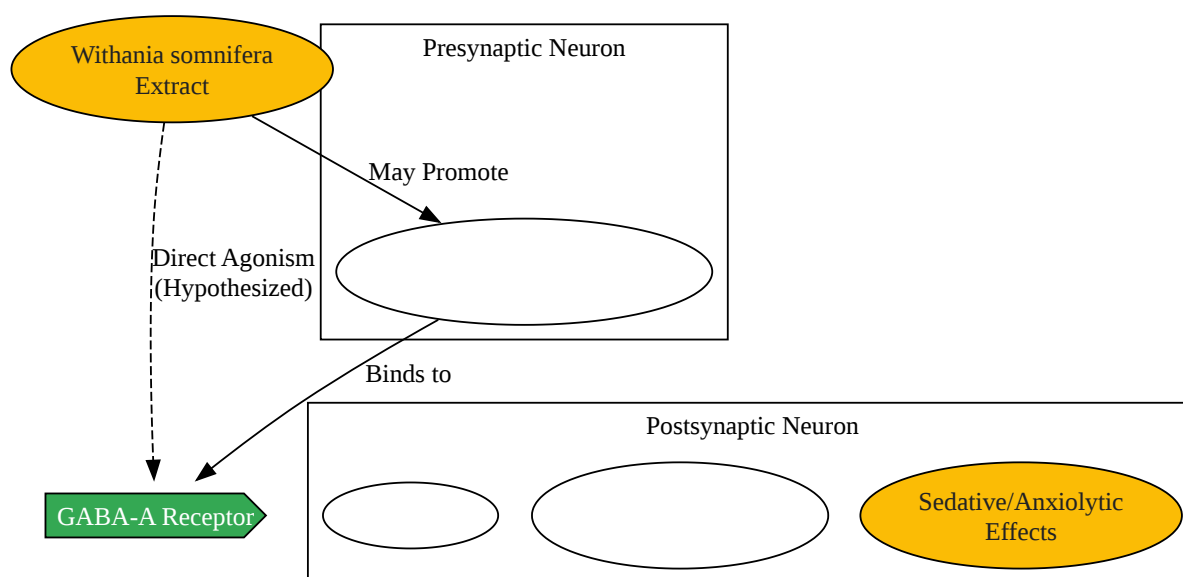 Withania somnifera
Extract
Presynaptic Neuron
May Promote
Direct Agonism
(Hypothesized)
Binds to
Postsynaptic Neuron
GABA-A Receptor
Sedative/Anxiolytic
Effects